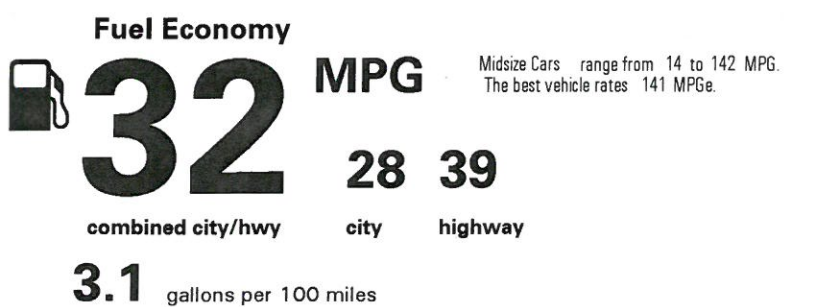 Fuel Economy
32 MPG
Midsize Cars range from 14 to 142 MPG.
The best vehicle rates 141 MPGe.
28 39
combined city/hwy city highway
3.1 gallons per 100 miles